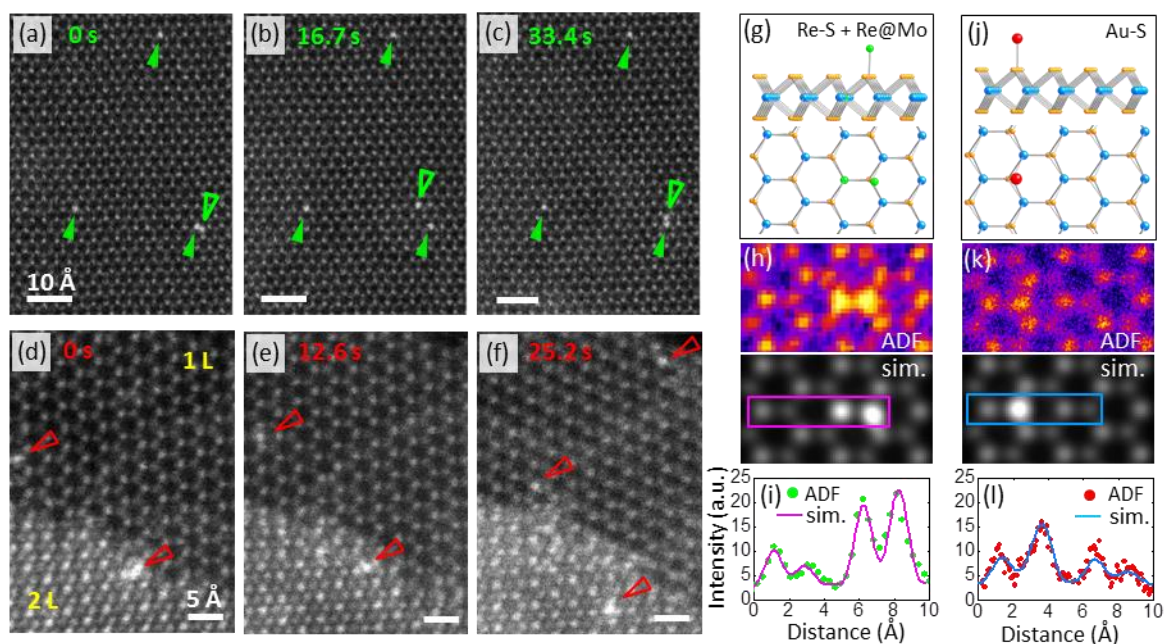 (a) 0 s
(b) 16.7 s
(c) 33.4 s
10 Å
(d) 0 s
1 L
2 L
5 Å
(e) 12.6 s
(f) 25.2 s
(g) Re-S + Re@Mo
(h)
ADF
sim.
(i)
ADF
sim.
Intensity (a.u.)
25
20
15
10
5
0
0 2 4 6 8 10
Distance (Å)
(j) Au-S
(k)
ADF
sim.
(l)
ADF
sim.
25
20
15
10
5
0
0 2 4 6 8 10
Distance (Å)